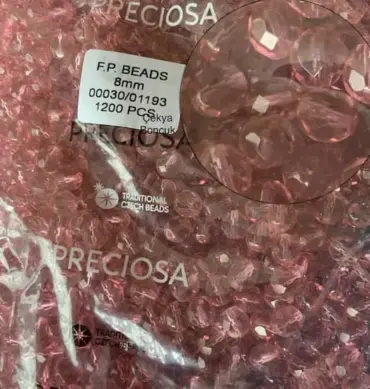 PRECIOSA
F.P. BEADS
8mm
00030/01193
1200 PCS
Çekya
Boncuk
PRECIOSA
TRADITIONAL
CZECH BEADS
PRECIOSA